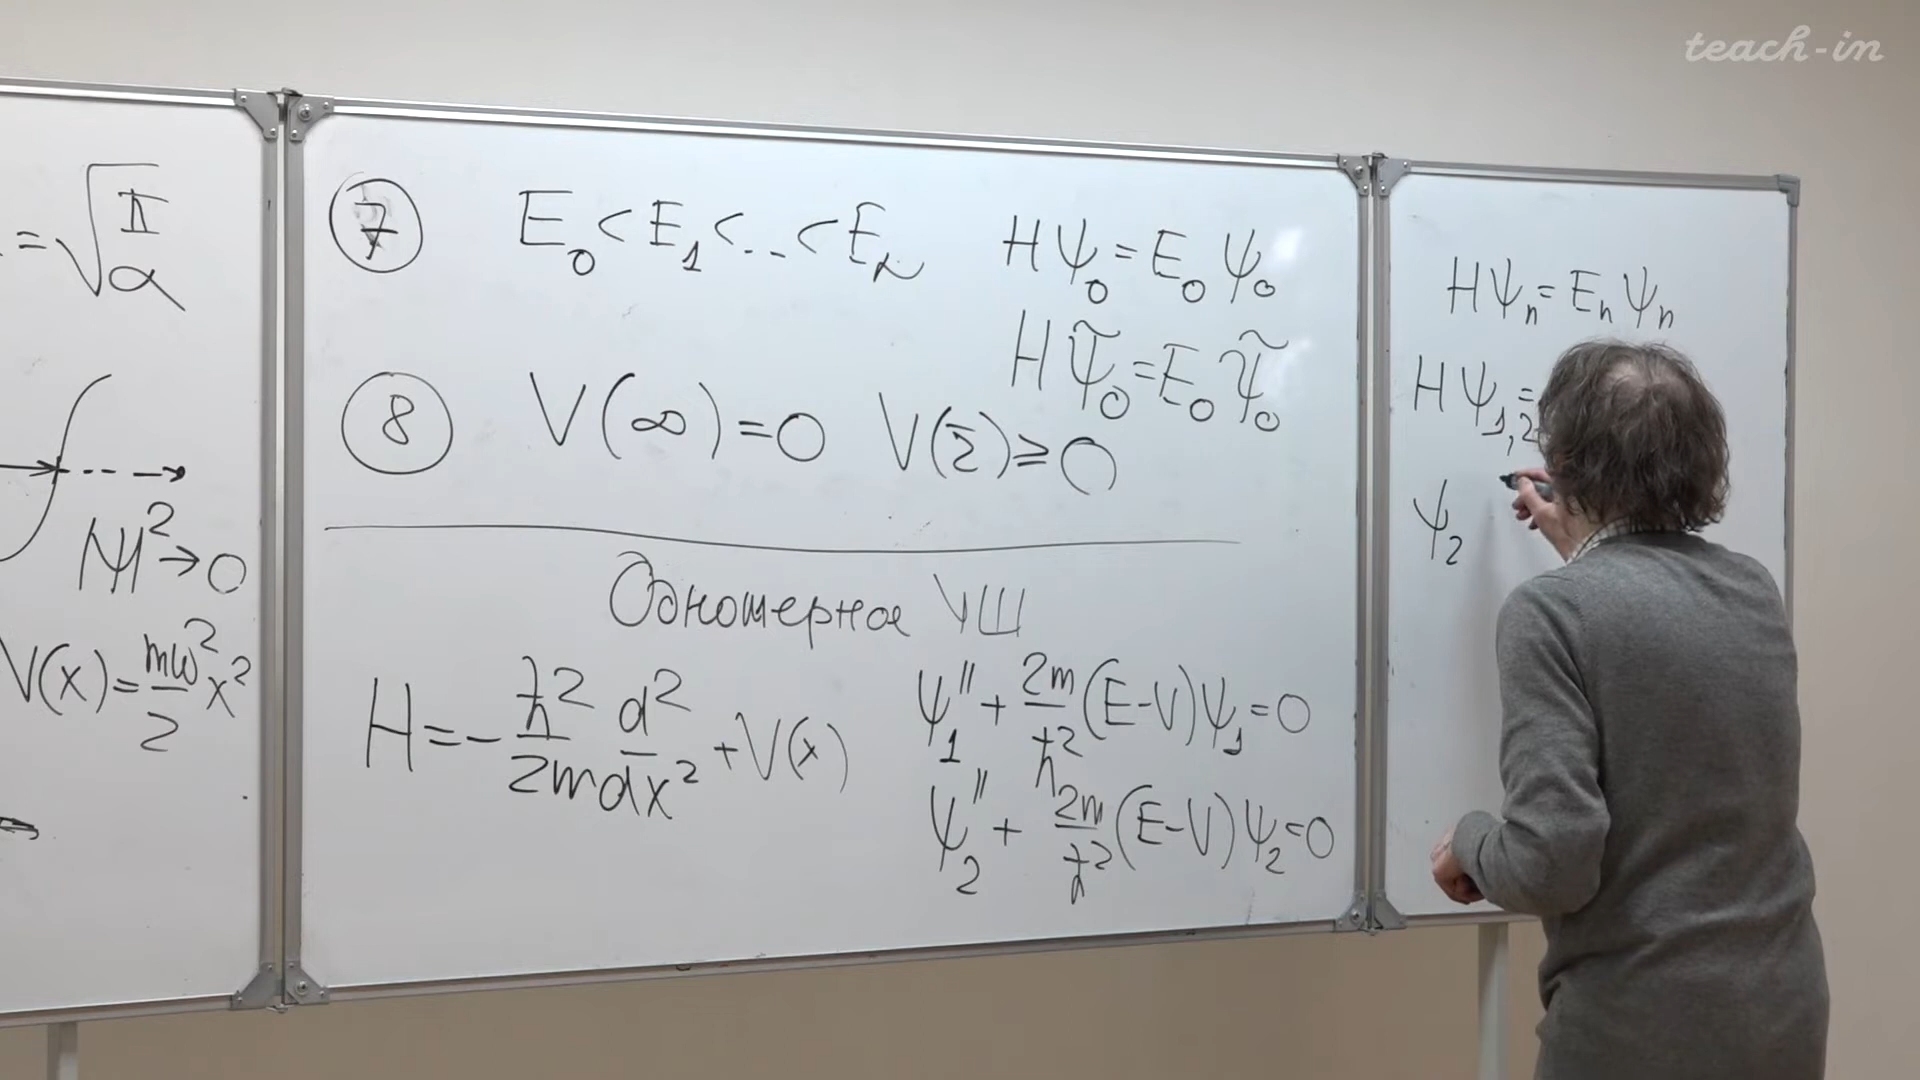 teach-in
= √(π/α)
|ψ|² → 0
V(x) = mω²/2 x²
⑦ E₀ < E₁ < ... < Eₙ Hψ₀ = E₀ψ₀
Hψ̃₀ = E₀ψ̃₀
⑧ V(∞) = 0 V(r̄) ≥ 0
Одномерное УШ
H = - ħ²/2m d²/dx² + V(x)
ψ₁'' + 2m/ħ² (E-V)ψ₁ = 0
ψ₂'' + 2m/ħ² (E-V)ψ₂ = 0
Hψₙ = Eₙψₙ
Hψ₁,₂ =
ψ₂